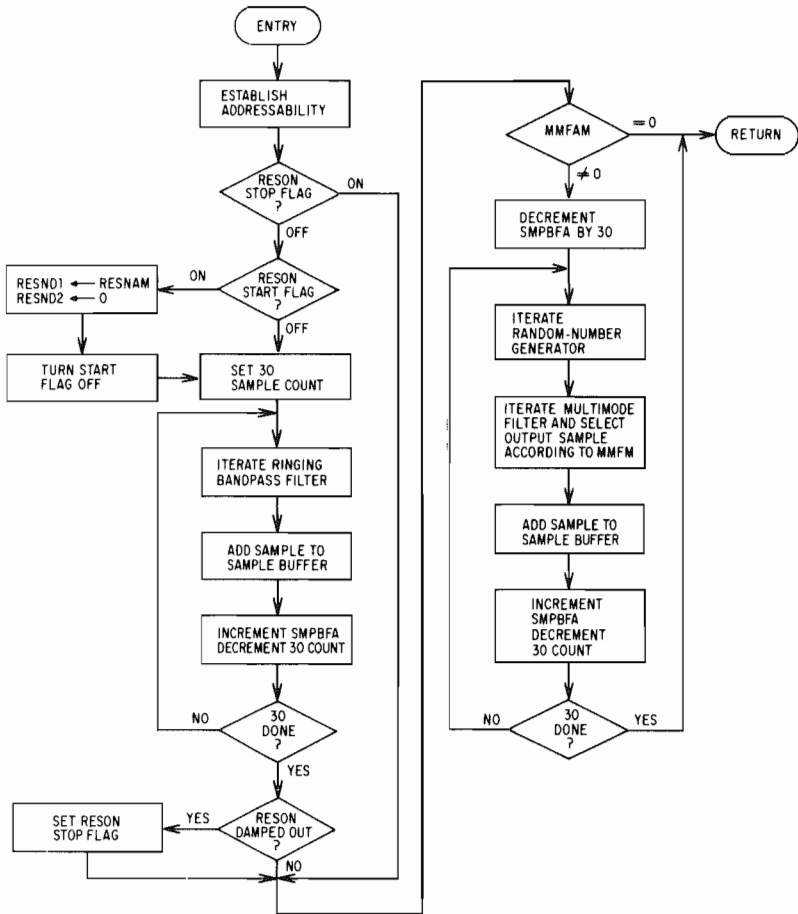 ENTRY
ESTABLISH
ADDRESSABILITY
RESON
STOP FLAG
?
ON
OFF
RESON
START FLAG
?
ON
OFF
RESND1 ← RESNAM
RESND2 ← 0
TURN START
FLAG OFF
SET 30
SAMPLE COUNT
ITERATE RINGING
BANDPASS FILTER
ADD SAMPLE TO
SAMPLE BUFFER
INCREMENT SMPBFA
DECREMENT 30 COUNT
30
DONE
?
NO
YES
RESON
DAMPED OUT
?
YES
NO
SET RESON
STOP FLAG
MMFAM
=0
≠0
RETURN
DECREMENT
SMPBFA BY 30
ITERATE
RANDOM-NUMBER
GENERATOR
ITERATE MULTIMODE
FILTER AND SELECT
OUTPUT SAMPLE
ACCORDING TO MMFM
ADD SAMPLE TO
SAMPLE BUFFER
INCREMENT
SMPBFA
DECREMENT
30 COUNT
30
DONE
?
NO
YES